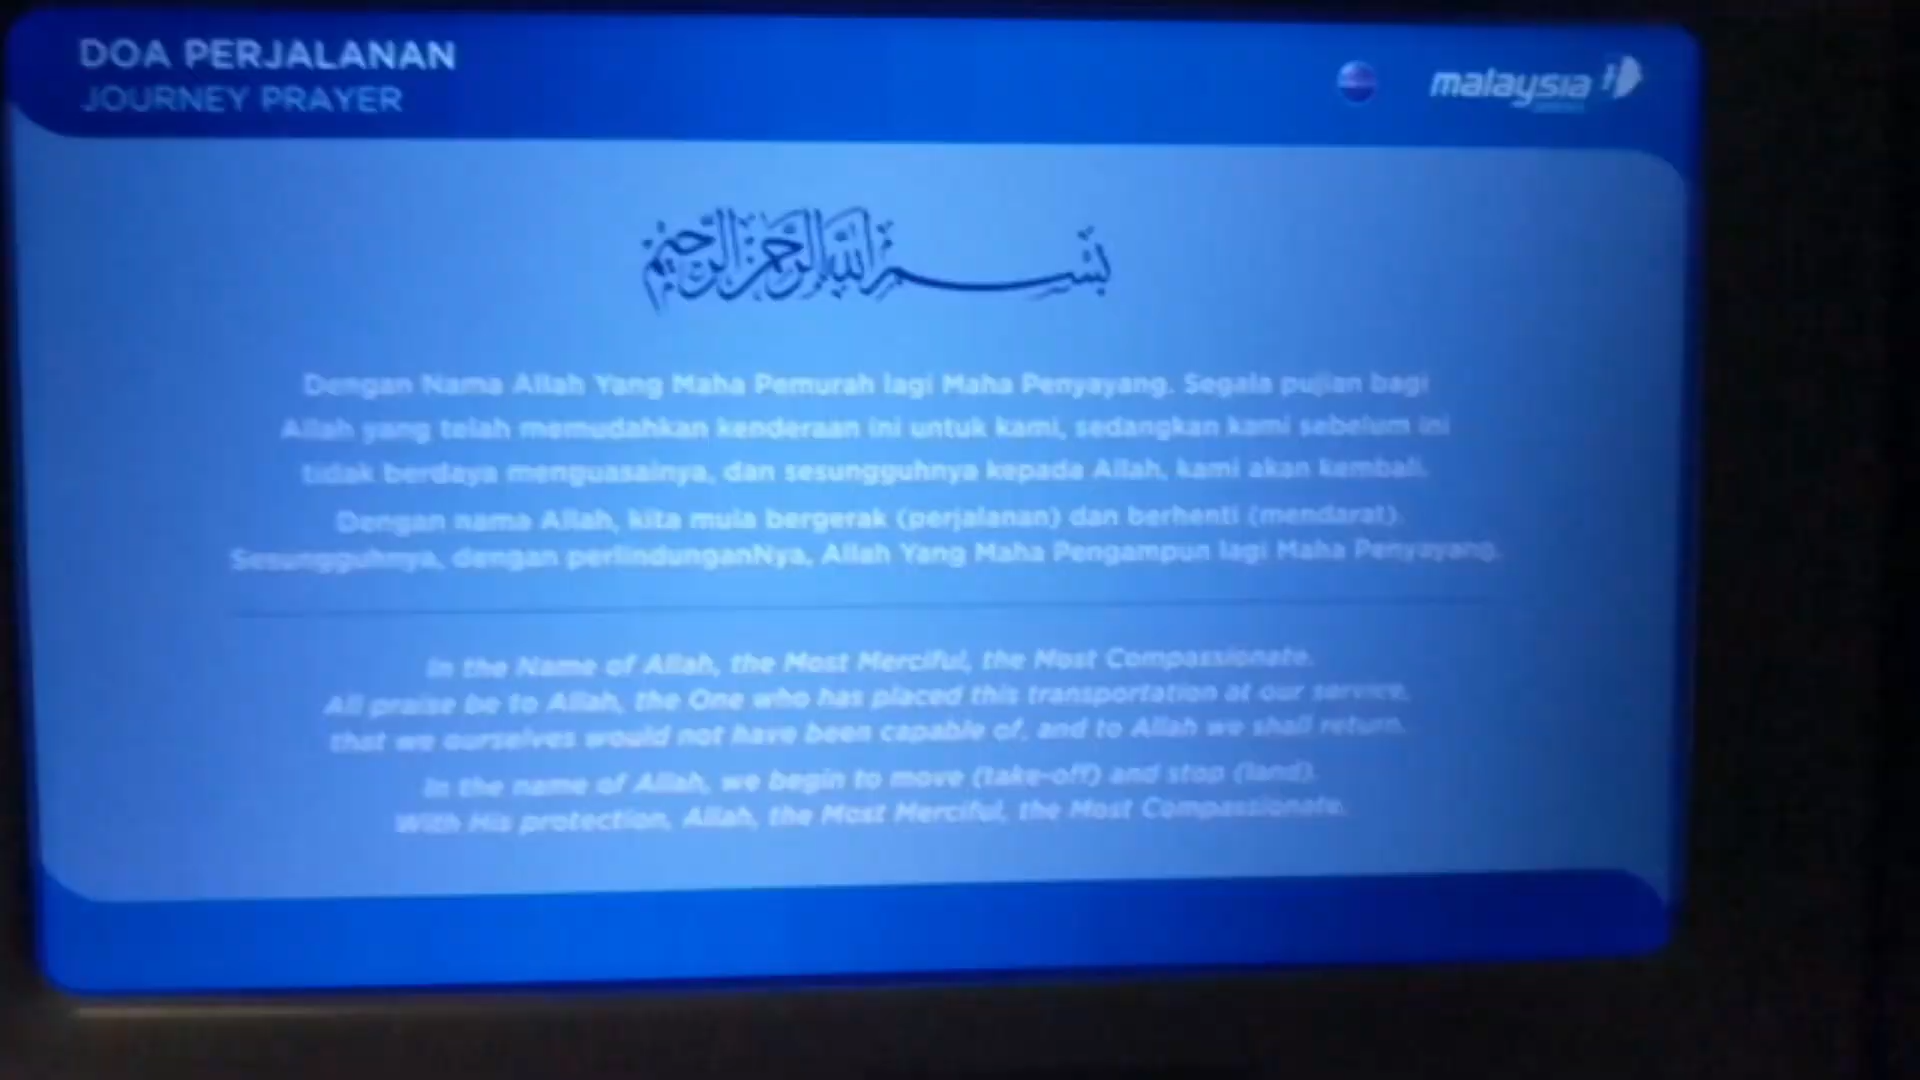 DOA PERJALANAN
JOURNEY PRAYER
malaysia
بسم الله الرحمن الرحيم
Dengan Nama Allah Yang Maha Pemurah lagi Maha Penyayang. Segala pujian bagi
Allah yang telah memudahkan kenderaan ini untuk kami, sedangkan kami sebelum ini
tidak berdaya menguasainya, dan sesungguhnya kepada Allah, kami akan kembali.
Dengan nama Allah, kita mula bergerak (perjalanan) dan berhenti (mendarat).
Sesungguhnya, dengan perlindunganNya, Allah Yang Maha Pengampun lagi Maha Penyayang.
In the Name of Allah, the Most Merciful, the Most Compassionate.
All praise be to Allah, the One who has placed this transportation at our service,
that we ourselves would not have been capable of, and to Allah we shall return.
In the name of Allah, we begin to move (take-off) and stop (land).
With His protection, Allah, the Most Merciful, the Most Compassionate.